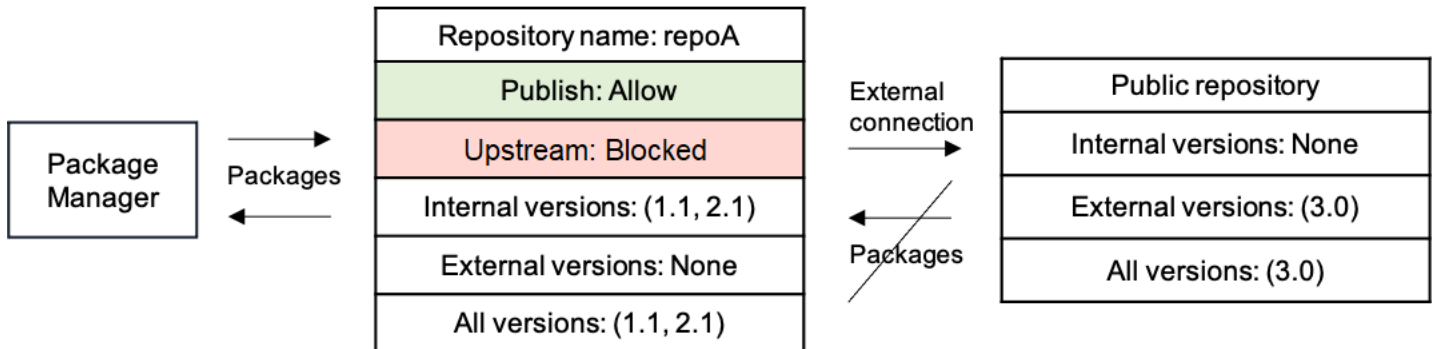 Package
Manager
Packages
Repository name: repoA
Publish: Allow
Upstream: Blocked
Internal versions: (1.1, 2.1)
External versions: None
All versions: (1.1, 2.1)
External
connection
Packages
Public repository
Internal versions: None
External versions: (3.0)
All versions: (3.0)